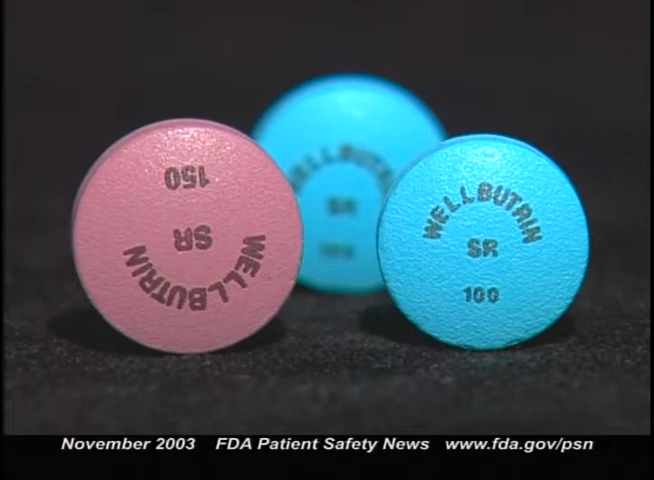 150
SR
WELLBUTRIN
WELLBUTRIN
SR
100
WELLBUTRIN
SR
100
November 2003 FDA Patient Safety News www.fda.gov/psn